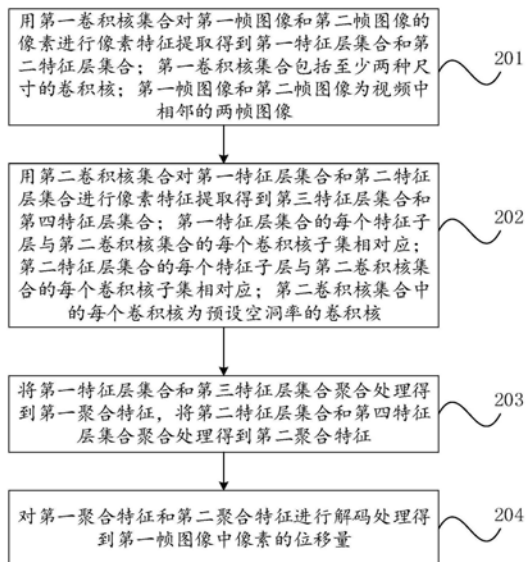 用第一卷积核集合对第一帧图像和第二帧图像的
像素进行像素特征提取得到第一特征层集合和第
二特征层集合；第一卷积核集合包括至少两种尺
寸的卷积核；第一帧图像和第二帧图像为视频中
相邻的两帧图像
201
用第二卷积核集合对第一特征层集合和第二特征
层集合进行像素特征提取得到第三特征层集合和
第四特征层集合；第一特征层集合的每个特征子
层与第二卷积核集合的每个卷积核子集相对应；
第二特征层集合的每个特征子层与第二卷积核集
合的每个卷积核子集相对应；第二卷积核集合中
的每个卷积核为预设空洞率的卷积核
202
将第一特征层集合和第三特征层集合聚合处理得
到第一聚合特征，将第二特征层集合和第四特征
层集合聚合处理得到第二聚合特征
203
对第一聚合特征和第二聚合特征进行解码处理得
到第一帧图像中像素的位移量
204